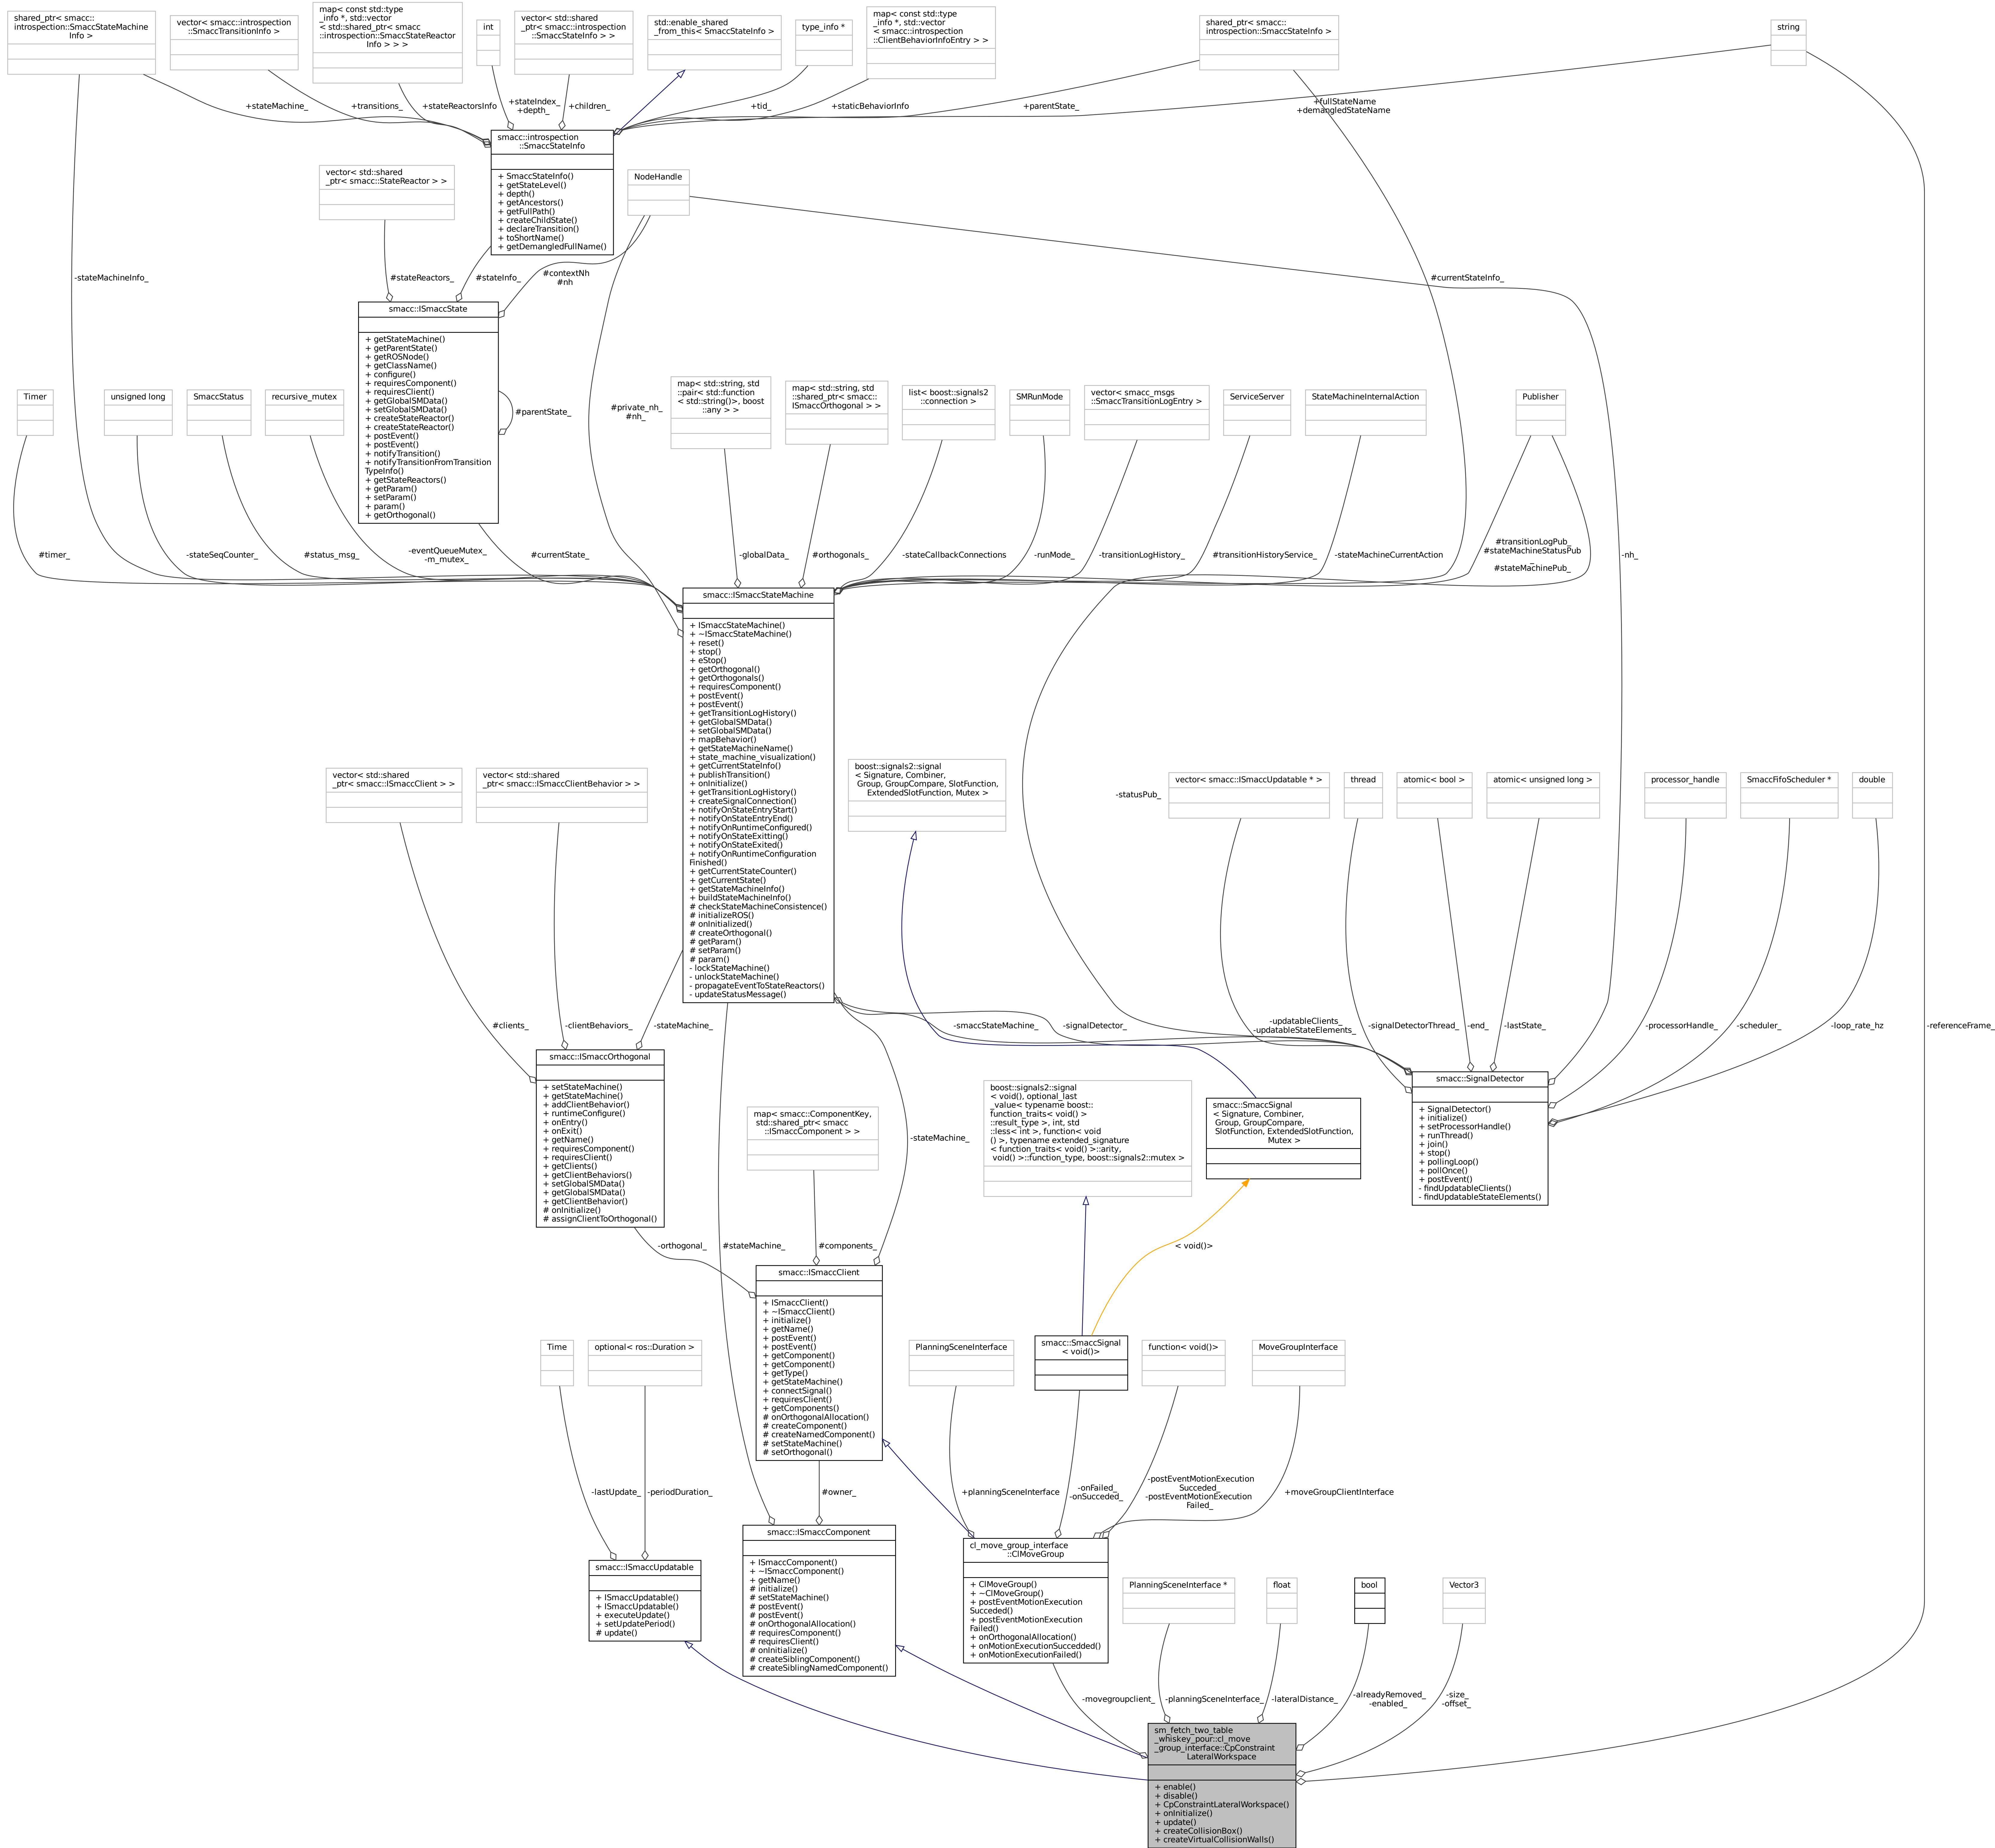 shared_ptr< smacc::
introspection::SmaccStateMachine
Info >
vector< smacc::introspection
::SmaccTransitionInfo >
map< const std::type
_info *, std::vector
< std::shared_ptr< smacc
::introspection::SmaccStateReactor
Info > > >
int
vector< std::shared
_ptr< smacc::introspection
::SmaccStateInfo > >
std::enable_shared
_from_this< SmaccStateInfo >
type_info *
map< const std::type
_info *, std::vector
< smacc::introspection
::ClientBehaviorInfoEntry > >
shared_ptr< smacc::
introspection::SmaccStateInfo >
string
+stateMachine_
+transitions_
+stateReactorsInfo
+stateIndex_
+depth_
+children_
+tid_
+staticBehaviorInfo
+parentState_
+fullStateName
+demangledStateName
smacc::introspection
::SmaccStateInfo
+ SmaccStateInfo()
+ getStateLevel()
+ depth()
+ getAncestors()
+ getFullPath()
+ createChildState()
+ declareTransition()
+ toShortName()
+ getDemangledFullName()
vector< std::shared
_ptr< smacc::StateReactor > >
NodeHandle
-stateMachineInfo_
#stateReactors_
#stateInfo_
#contextNh
#nh
#currentStateInfo_
smacc::ISmaccState
+ getStateMachine()
+ getParentState()
+ getROSNode()
+ getClassName()
+ configure()
+ requiresComponent()
+ requiresClient()
+ getGlobalSMData()
+ setGlobalSMData()
+ createStateReactor()
+ createStateReactor()
+ postEvent()
+ postEvent()
+ notifyTransition()
+ notifyTransitionFromTransition
TypeInfo()
+ getStateReactors()
+ getParam()
+ setParam()
+ param()
+ getOrthogonal()
#parentState_
#private_nh_
#nh_
Timer
unsigned long
SmaccStatus
recursive_mutex
map< std::string, std
::pair< std::function
< std::string()>, boost
::any > >
map< std::string, std
::shared_ptr< smacc::
ISmaccOrthogonal > >
list< boost::signals2
::connection >
SMRunMode
vector< smacc_msgs
::SmaccTransitionLogEntry >
ServiceServer
StateMachineInternalAction
Publisher
#timer_
-stateSeqCounter_
#status_msg_
-eventQueueMutex_
-m_mutex_
#currentState_
-globalData_
#orthogonals_
-stateCallbackConnections
-runMode_
-transitionLogHistory_
#transitionHistoryService_
-stateMachineCurrentAction
#transitionLogPub_
#stateMachineStatusPub
_
#stateMachinePub_
-nh_
smacc::ISmaccStateMachine
+ ISmaccStateMachine()
+ ~ISmaccStateMachine()
+ reset()
+ stop()
+ eStop()
+ getOrthogonal()
+ getOrthogonals()
+ requiresComponent()
+ postEvent()
+ postEvent()
+ getTransitionLogHistory()
+ getGlobalSMData()
+ setGlobalSMData()
+ mapBehavior()
+ getStateMachineName()
+ state_machine_visualization()
+ getCurrentStateInfo()
+ publishTransition()
+ onInitialize()
+ getTransitionLogHistory()
+ createSignalConnection()
+ notifyOnStateEntryStart()
+ notifyOnStateEntryEnd()
+ notifyOnRuntimeConfigured()
+ notifyOnStateExitting()
+ notifyOnStateExited()
+ notifyOnRuntimeConfiguration
Finished()
+ getCurrentStateCounter()
+ getCurrentState()
+ getStateMachineInfo()
+ buildStateMachineInfo()
# checkStateMachineConsistence()
# initializeROS()
# onInitialized()
# createOrthogonal()
# getParam()
# setParam()
# param()
- lockStateMachine()
- unlockStateMachine()
- propagateEventToStateReactors()
- updateStatusMessage()
vector< std::shared
_ptr< smacc::ISmaccClient > >
vector< std::shared
_ptr< smacc::ISmaccClientBehavior > >
boost::signals2::signal
< Signature, Combiner,
Group, GroupCompare, SlotFunction,
ExtendedSlotFunction, Mutex >
-statusPub_
vector< smacc::ISmaccUpdatable * >
thread
atomic< bool >
atomic< unsigned long >
processor_handle
SmaccFifoScheduler *
double
#clients_
-clientBehaviors_
-stateMachine_
-smaccStateMachine_
-signalDetector_
-updatableClients_
-updatableStateElements_
-signalDetectorThread_
-end_
-lastState_
-processorHandle_
-scheduler_
-loop_rate_hz
-referenceFrame_
smacc::ISmaccOrthogonal
+ setStateMachine()
+ getStateMachine()
+ addClientBehavior()
+ runtimeConfigure()
+ onEntry()
+ onExit()
+ getName()
+ requiresComponent()
+ requiresClient()
+ getClients()
+ getClientBehaviors()
+ setGlobalSMData()
+ getGlobalSMData()
+ getClientBehavior()
# onInitialize()
# assignClientToOrthogonal()
smacc::SignalDetector
+ SignalDetector()
+ initialize()
+ setProcessorHandle()
+ runThread()
+ join()
+ stop()
+ pollingLoop()
+ pollOnce()
+ postEvent()
- findUpdatableClients()
- findUpdatableStateElements()
map< smacc::ComponentKey,
std::shared_ptr< smacc
::ISmaccComponent > >
-stateMachine_
boost::signals2::signal
< void(), optional_last
_value< typename boost::
function_traits< void() >
::result_type >, int, std
::less< int >, function< void
() >, typename extended_signature
< function_traits< void() >::arity,
void() >::function_type, boost::signals2::mutex >
smacc::SmaccSignal
< Signature, Combiner,
Group, GroupCompare,
SlotFunction, ExtendedSlotFunction,
Mutex >
-orthogonal_
#stateMachine_
#components_
< void()>
smacc::ISmaccClient
+ ISmaccClient()
+ ~ISmaccClient()
+ initialize()
+ getName()
+ postEvent()
+ postEvent()
+ getComponent()
+ getComponent()
+ getType()
+ getStateMachine()
+ connectSignal()
+ requiresClient()
+ getComponents()
# onOrthogonalAllocation()
# createComponent()
# createNamedComponent()
# setStateMachine()
# setOrthogonal()
Time
optional< ros::Duration >
PlanningSceneInterface
smacc::SmaccSignal
< void()>
function< void()>
MoveGroupInterface
-lastUpdate_
-periodDuration_
#owner_
+planningSceneInterface
-onFailed_
-onSucceded_
-postEventMotionExecution
Succeded_
-postEventMotionExecution
Failed_
+moveGroupClientInterface
smacc::ISmaccUpdatable
+ ISmaccUpdatable()
+ ISmaccUpdatable()
+ executeUpdate()
+ setUpdatePeriod()
# update()
smacc::ISmaccComponent
+ ISmaccComponent()
+ ~ISmaccComponent()
+ getName()
# initialize()
# setStateMachine()
# postEvent()
# postEvent()
# onOrthogonalAllocation()
# requiresComponent()
# requiresClient()
# onInitialize()
# createSiblingComponent()
# createSiblingNamedComponent()
cl_move_group_interface
::ClMoveGroup
+ ClMoveGroup()
+ ~ClMoveGroup()
+ postEventMotionExecution
Succeded()
+ postEventMotionExecution
Failed()
+ onOrthogonalAllocation()
+ onMotionExecutionSuccedded()
+ onMotionExecutionFailed()
PlanningSceneInterface *
float
bool
Vector3
-movegroupclient_
-planningSceneInterface_
-lateralDistance_
-alreadyRemoved_
-enabled_
-size_
-offset_
sm_fetch_two_table
_whiskey_pour::cl_move
_group_interface::CpConstraint
LateralWorkspace
+ enable()
+ disable()
+ CpConstraintLateralWorkspace()
+ onInitialize()
+ update()
+ createCollisionBox()
+ createVirtualCollisionWalls()